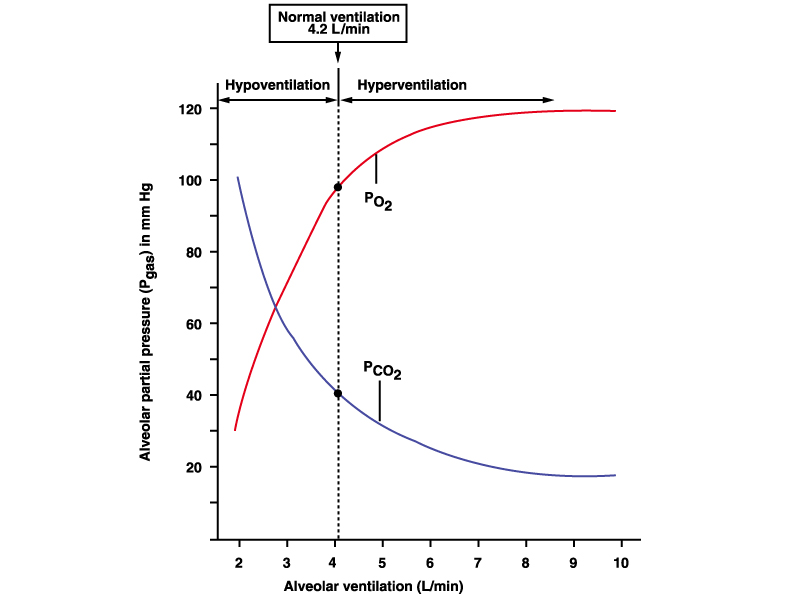 Normal ventilation
4.2 L/min
Hypoventilation
Hyperventilation
120
100
80
60
40
20
Alveolar partial pressure (Pgas) in mm Hg
PO2
PCO2
2 3 4 5 6 7 8 9 10
Alveolar ventilation (L/min)